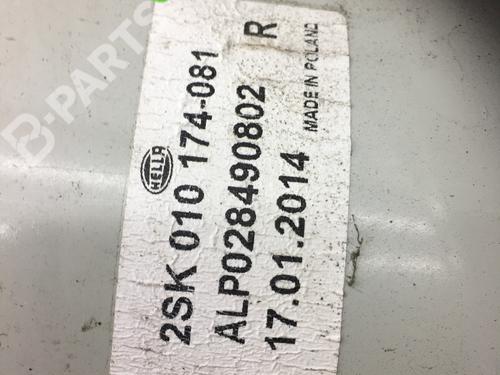 HELLA
2SK 010 174-081
ALP028490802 R
17.01.2014 MADE IN POLAND
B-PARTS